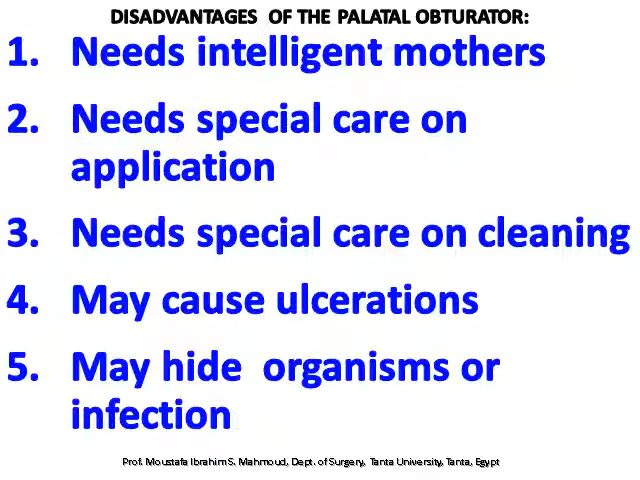 DISADVANTAGES OF THE PALATAL OBTURATOR:
1. Needs intelligent mothers
2. Needs special care on
application
3. Needs special care on cleaning
4. May cause ulcerations
5. May hide organisms or
infection
Prof. Moustafa Ibrahim S. Mahmoud, Dept. of Surgery, Tanta University, Tanta, Egypt